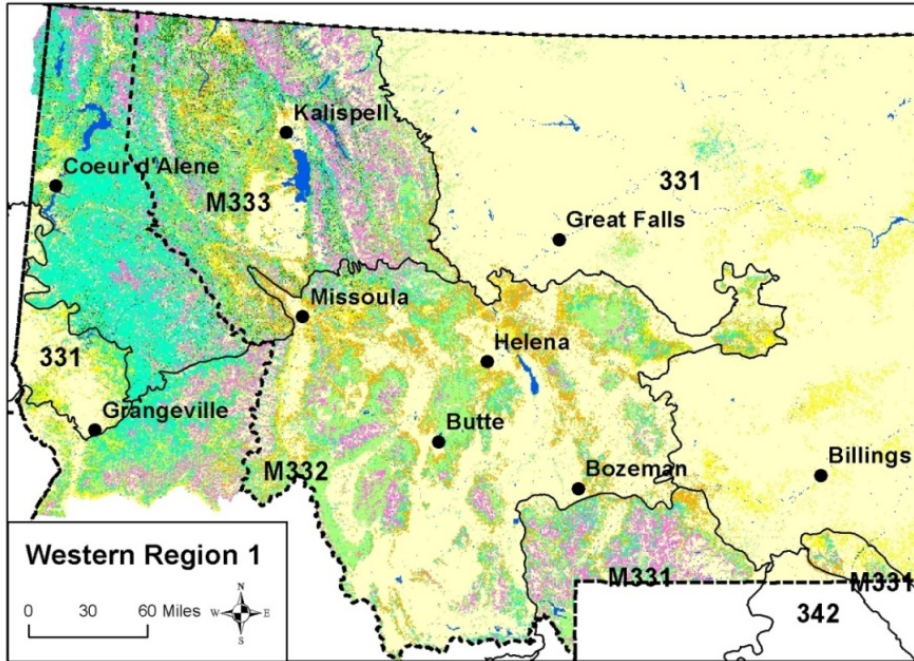 Kalispell
Coeur d'Alene
M333
331
Great Falls
Missoula
Helena
331
Grangeville
Butte
M332
Bozeman
Billings
Western Region 1
M331
M331
342
0 30 60 Miles
N
W E
S